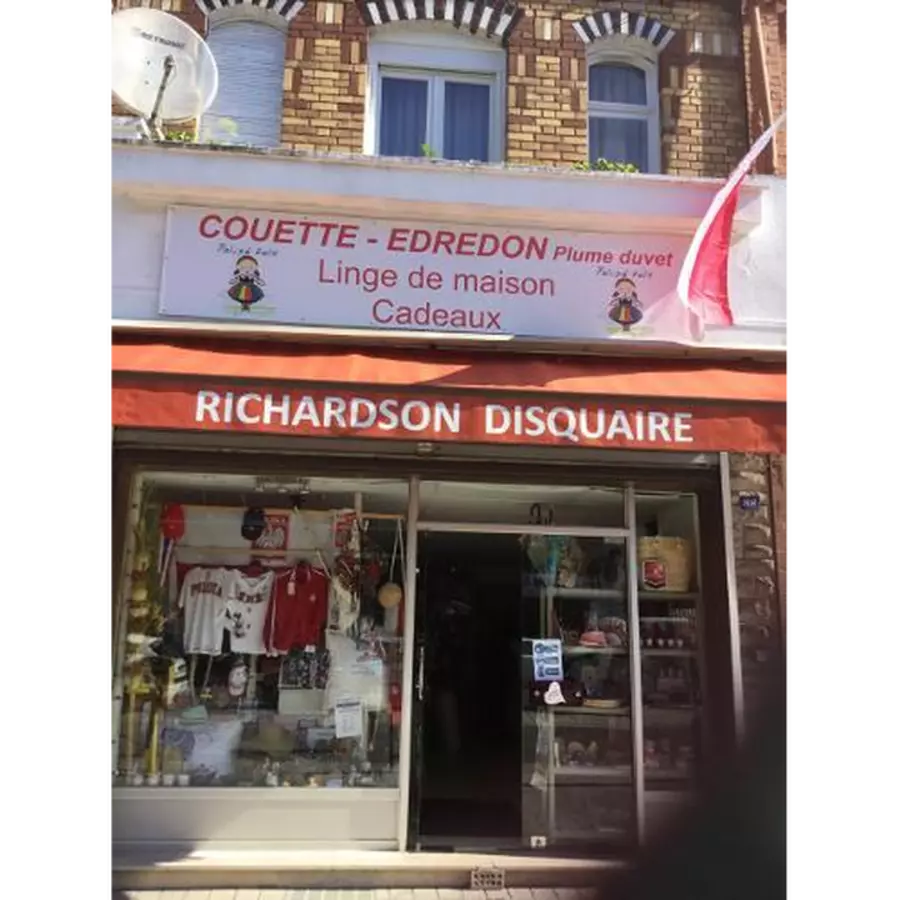 COUETTE - EDREDON Plume duvet
Linge de maison
Cadeaux
RICHARDSON DISQUAIRE